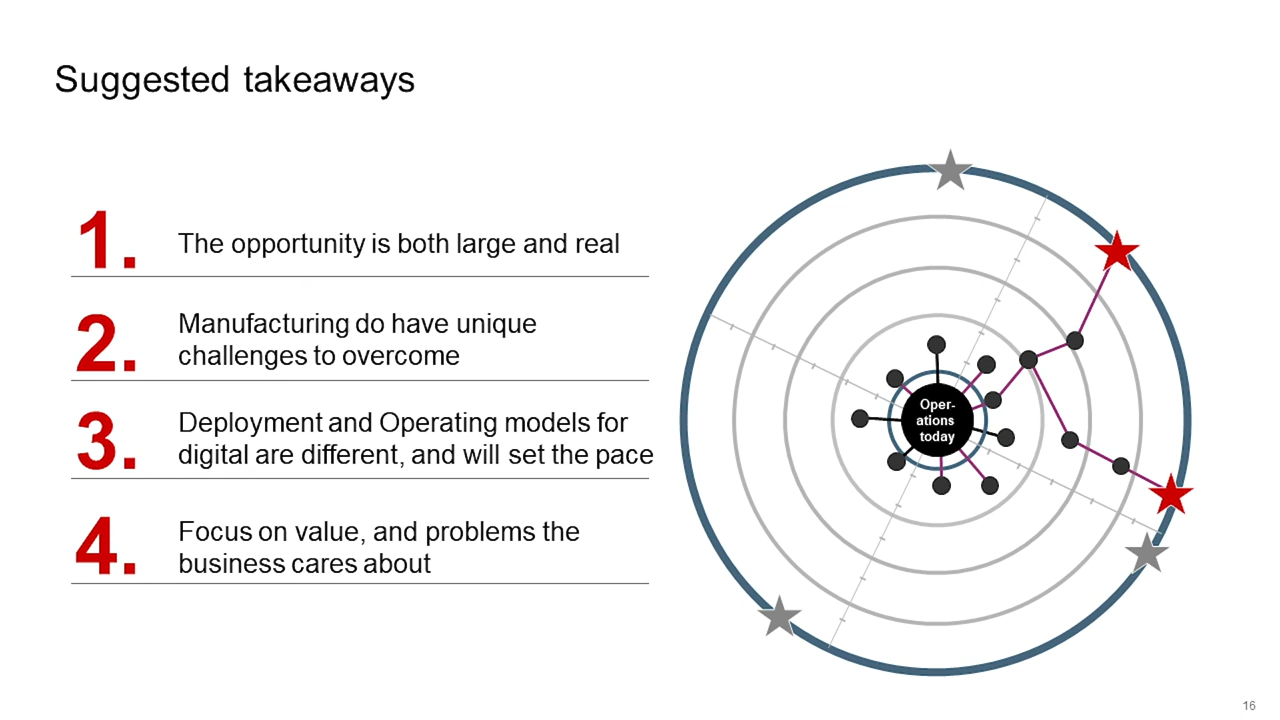 Suggested takeaways
1.
The opportunity is both large and real
2.
Manufacturing do have unique
challenges to overcome
3.
Deployment and Operating models for
digital are different, and will set the pace
4.
Focus on value, and problems the
business cares about
Oper-
ations
today
16